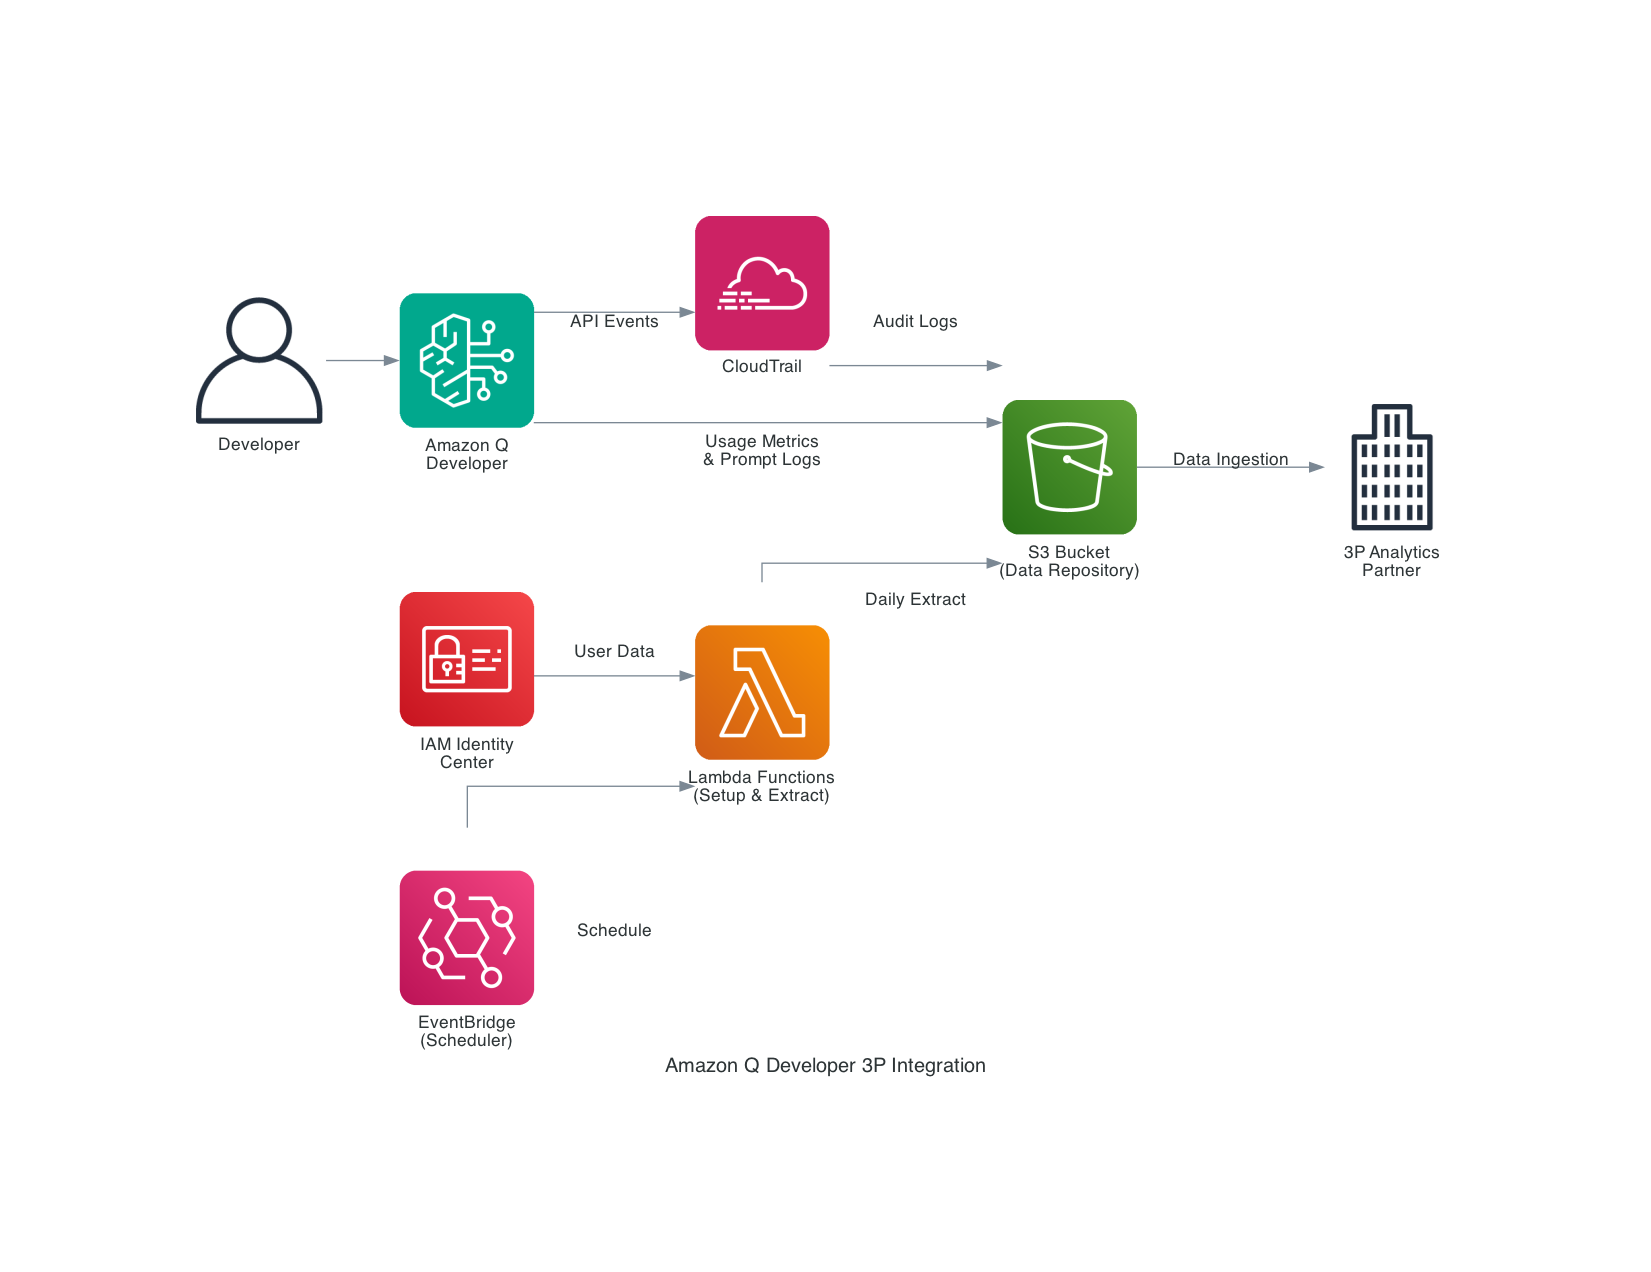 API Events
Audit Logs
CloudTrail
Developer
Amazon Q
Developer
Usage Metrics
& Prompt Logs
Data Ingestion
S3 Bucket
(Data Repository)
3P Analytics
Partner
Daily Extract
User Data
IAM Identity
Center
Lambda Functions
(Setup & Extract)
Schedule
EventBridge
(Scheduler)
Amazon Q Developer 3P Integration